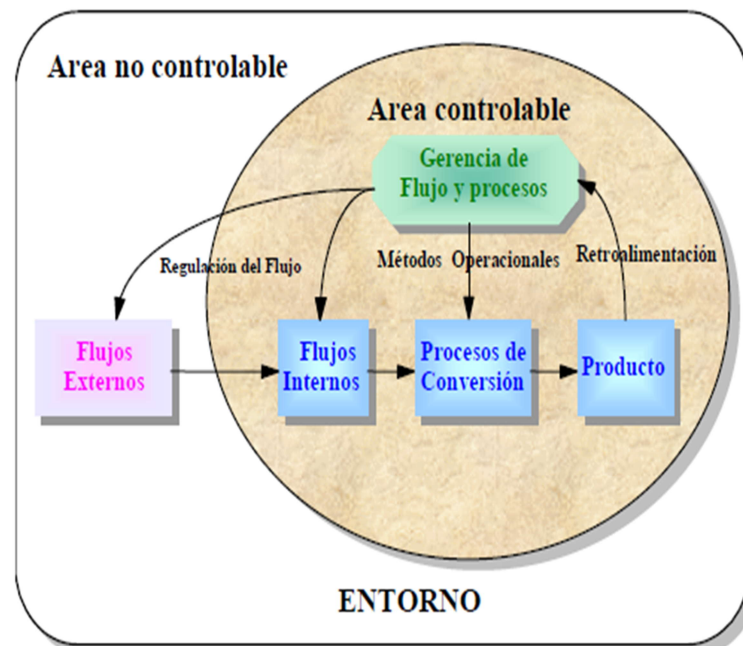 Area no controlable
Area controlable
Gerencia de
Flujo y procesos
Regulación del Flujo
Métodos Operacionales
Retroalimentación
Flujos
Externos
Flujos
Internos
Procesos de
Conversión
Producto
ENTORNO